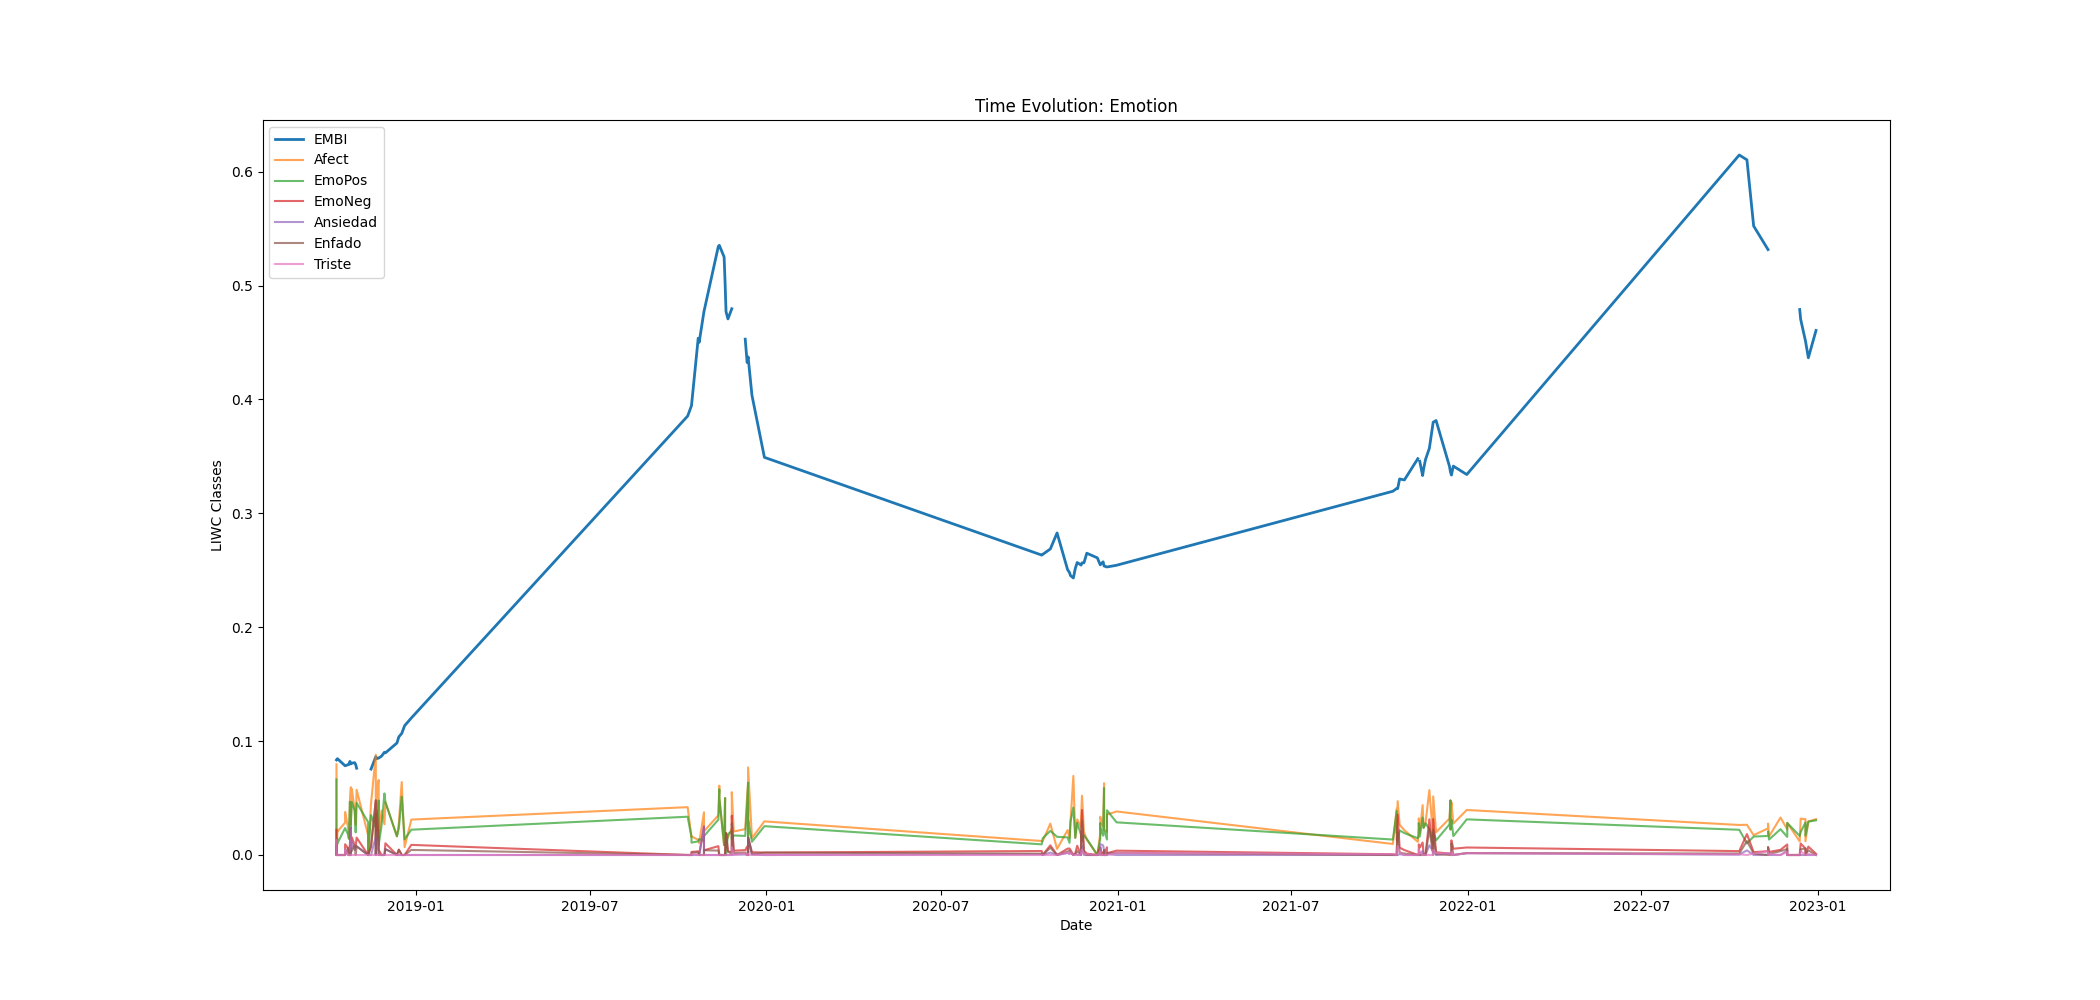 Time Evolution: Emotion
EMBI
Afect
EmoPos
EmoNeg
Ansiedad
Enfado
Triste
LIWC Classes
0.6
0.5
0.4
0.3
0.2
0.1
0.0
2019-01 2019-07 2020-01 2020-07 2021-01 2021-07 2022-01 2022-07 2023-01
Date